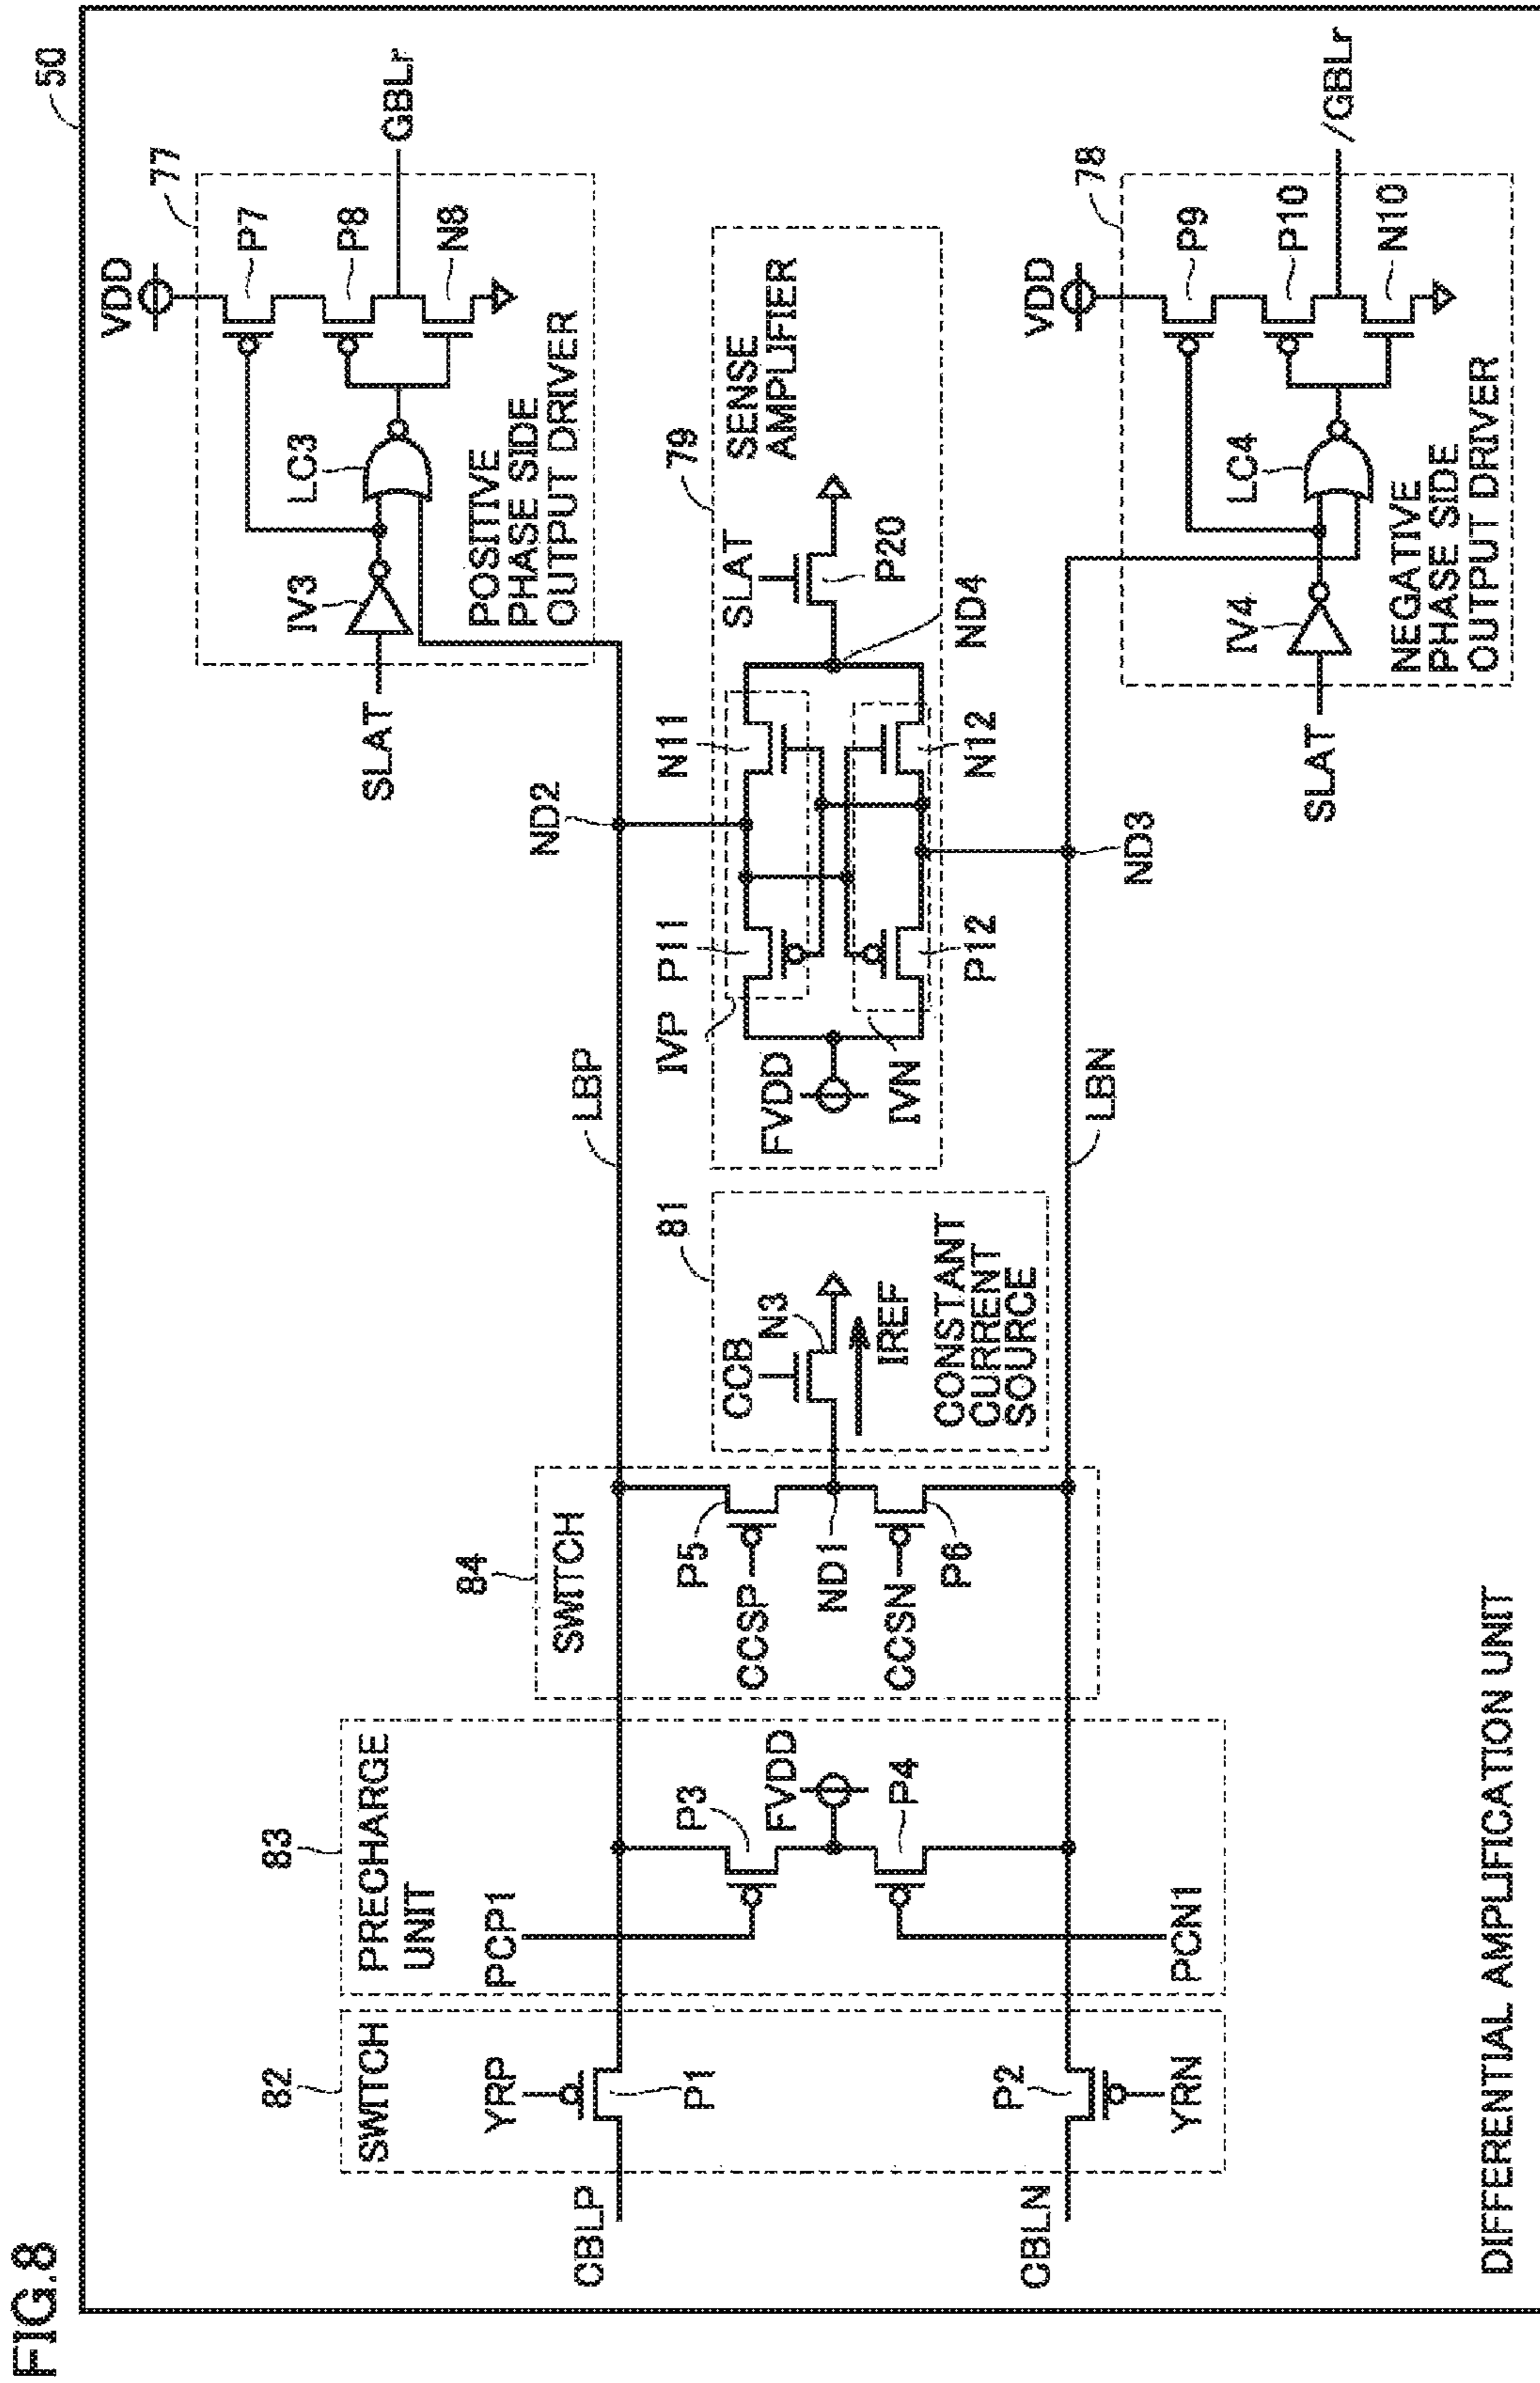 FIG.8
50
82
SWITCH
YRP
P1
CBLP
P2
YRN
CBLN
83
PRECHARGE
UNIT
PCP1
P3
FVDD
P4
PCN1
84
SWITCH
P5
CCSP
ND1
CCSN
P6
81
CCB
N3
IREF
CONSTANT
CURRENT
SOURCE
LBP
LBN
79
SENSE
AMPLIFIER
FVDD
IVP
P11
N11
IVN
P12
N12
SLAT
P20
ND4
ND2
ND3
77
VDD
P7
P8
N8
GBLr
LC3
IV3
SLAT
POSITIVE
PHASE SIDE
OUTPUT DRIVER
78
VDD
P9
P10
N10
/GBLr
LC4
IV4
SLAT
NEGATIVE
PHASE SIDE
OUTPUT DRIVER
DIFFERENTIAL AMPLIFICATION UNIT